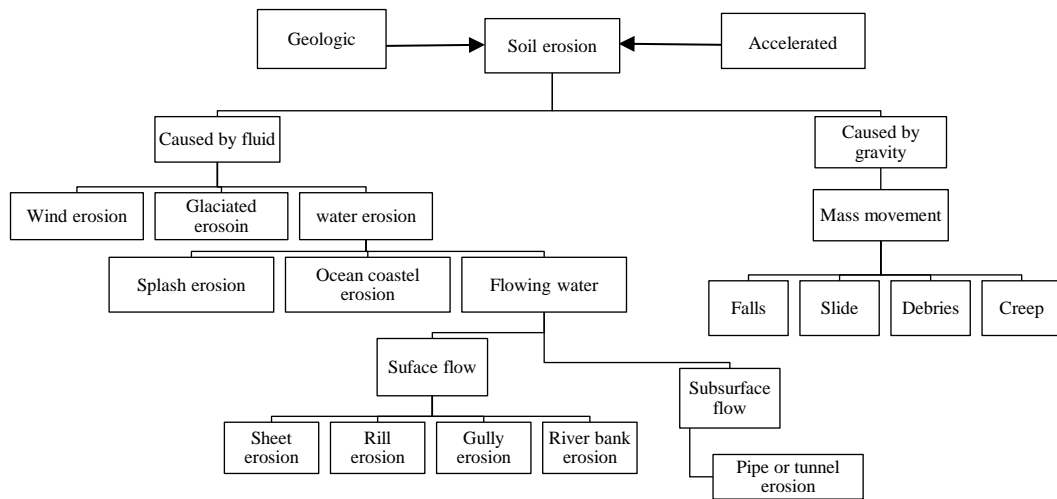 Geologic
Soil erosion
Accelerated
Caused by fluid
Caused by
gravity
Wind erosion
Glaciated
erosoin
water erosion
Mass movement
Splash erosion
Ocean coastel
erosion
Flowing water
Falls
Slide
Debries
Creep
Suface flow
Subsurface
flow
Sheet
erosion
Rill
erosion
Gully
erosion
River bank
erosion
Pipe or tunnel
erosion